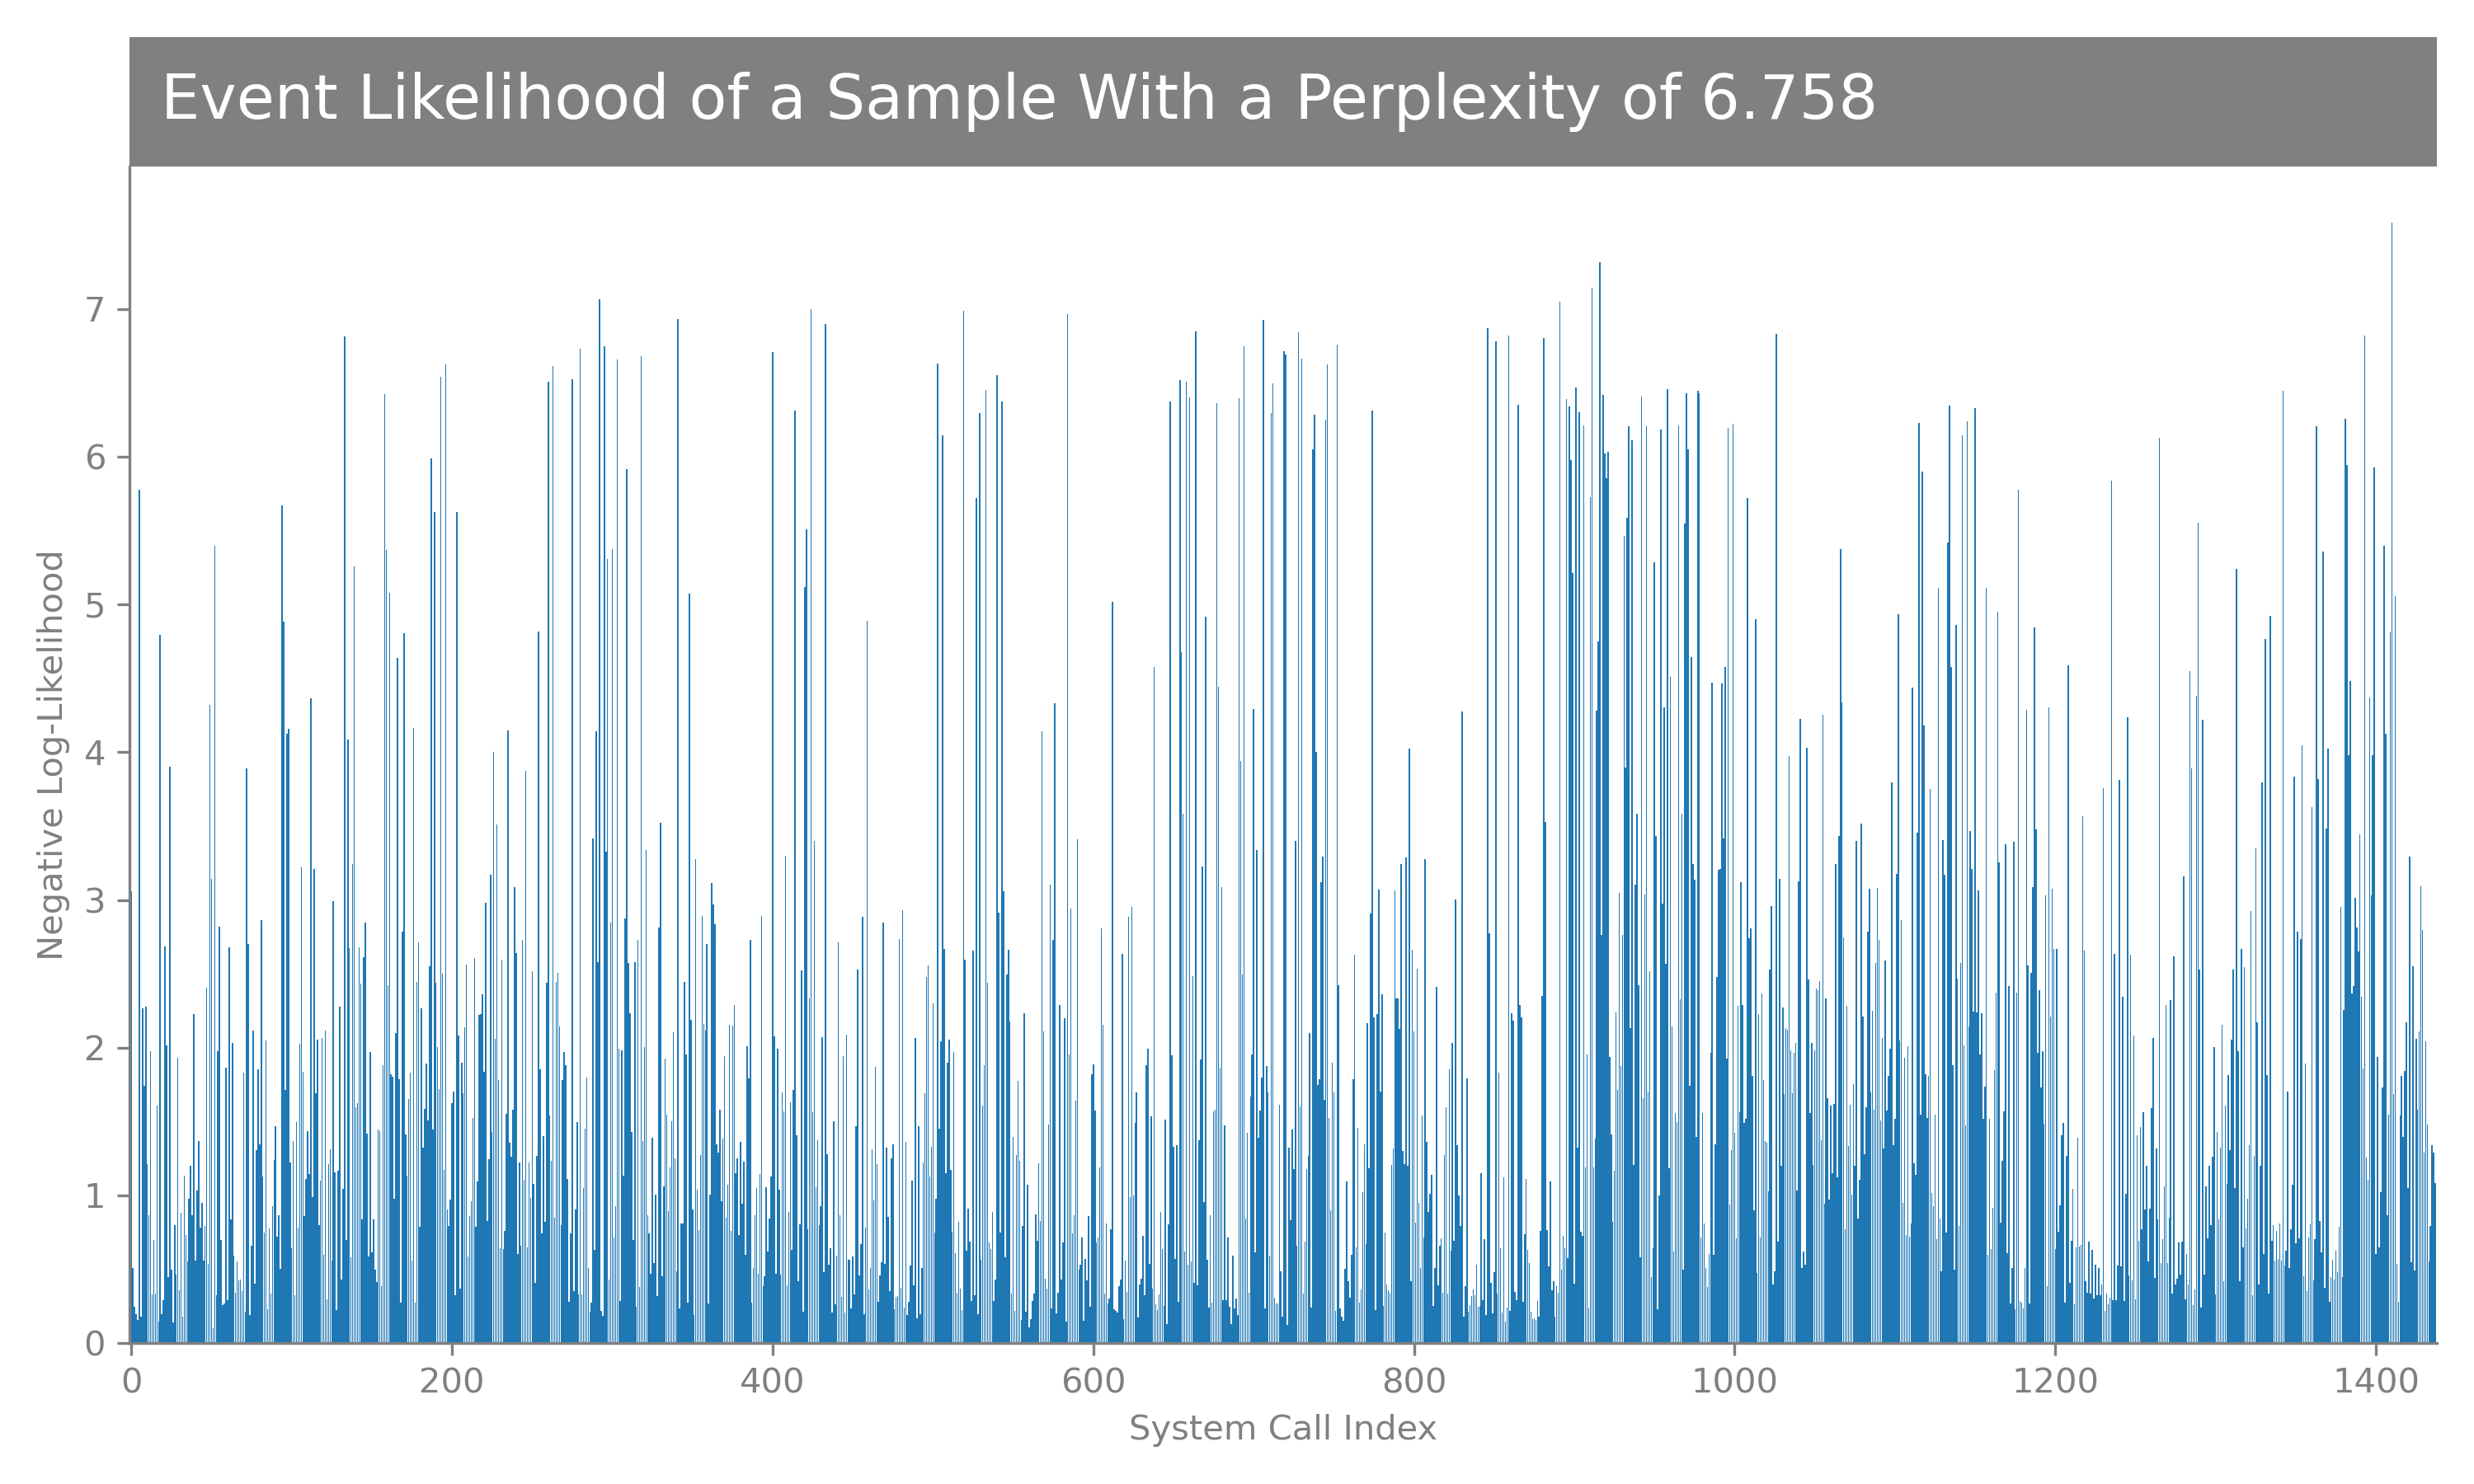 Event Likelihood of a Sample With a Perplexity of 6.758
7
6
5
4
3
2
1
0
Negative Log-Likelihood
0 200 400 600 800 1000 1200 1400
System Call Index